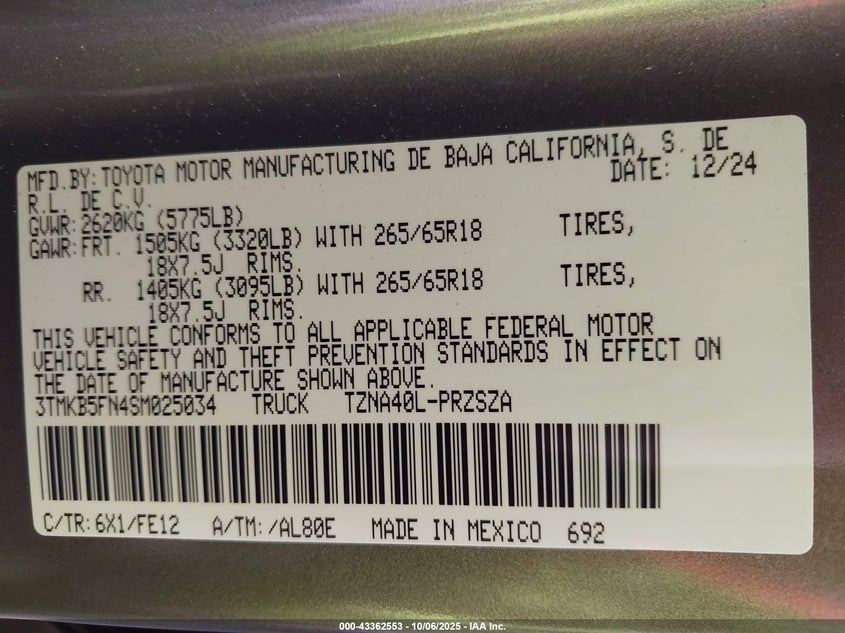 MFD.BY:TOYOTA MOTOR MANUFACTURING DE BAJA CALIFORNIA, S. DE
R.L. DE C.V. DATE: 12/24
GVWR:2620KG (5775LB)
GAWR:FRT. 1505KG (3320LB) WITH 265/65R18 TIRES,
18X7.5J RIMS.
RR. 1405KG (3095LB) WITH 265/65R18 TIRES,
18X7.5J RIMS.
THIS VEHICLE CONFORMS TO ALL APPLICABLE FEDERAL MOTOR
VEHICLE SAFETY AND THEFT PREVENTION STANDARDS IN EFFECT ON
THE DATE OF MANUFACTURE SHOWN ABOVE.
3TMKB5FN4SM025034 TRUCK TZNA40L-PRZSZA
C/TR:6X1/FE12 A/TM:/AL80E MADE IN MEXICO 692
000-43362553 - 10/06/2025 - IAA Inc.